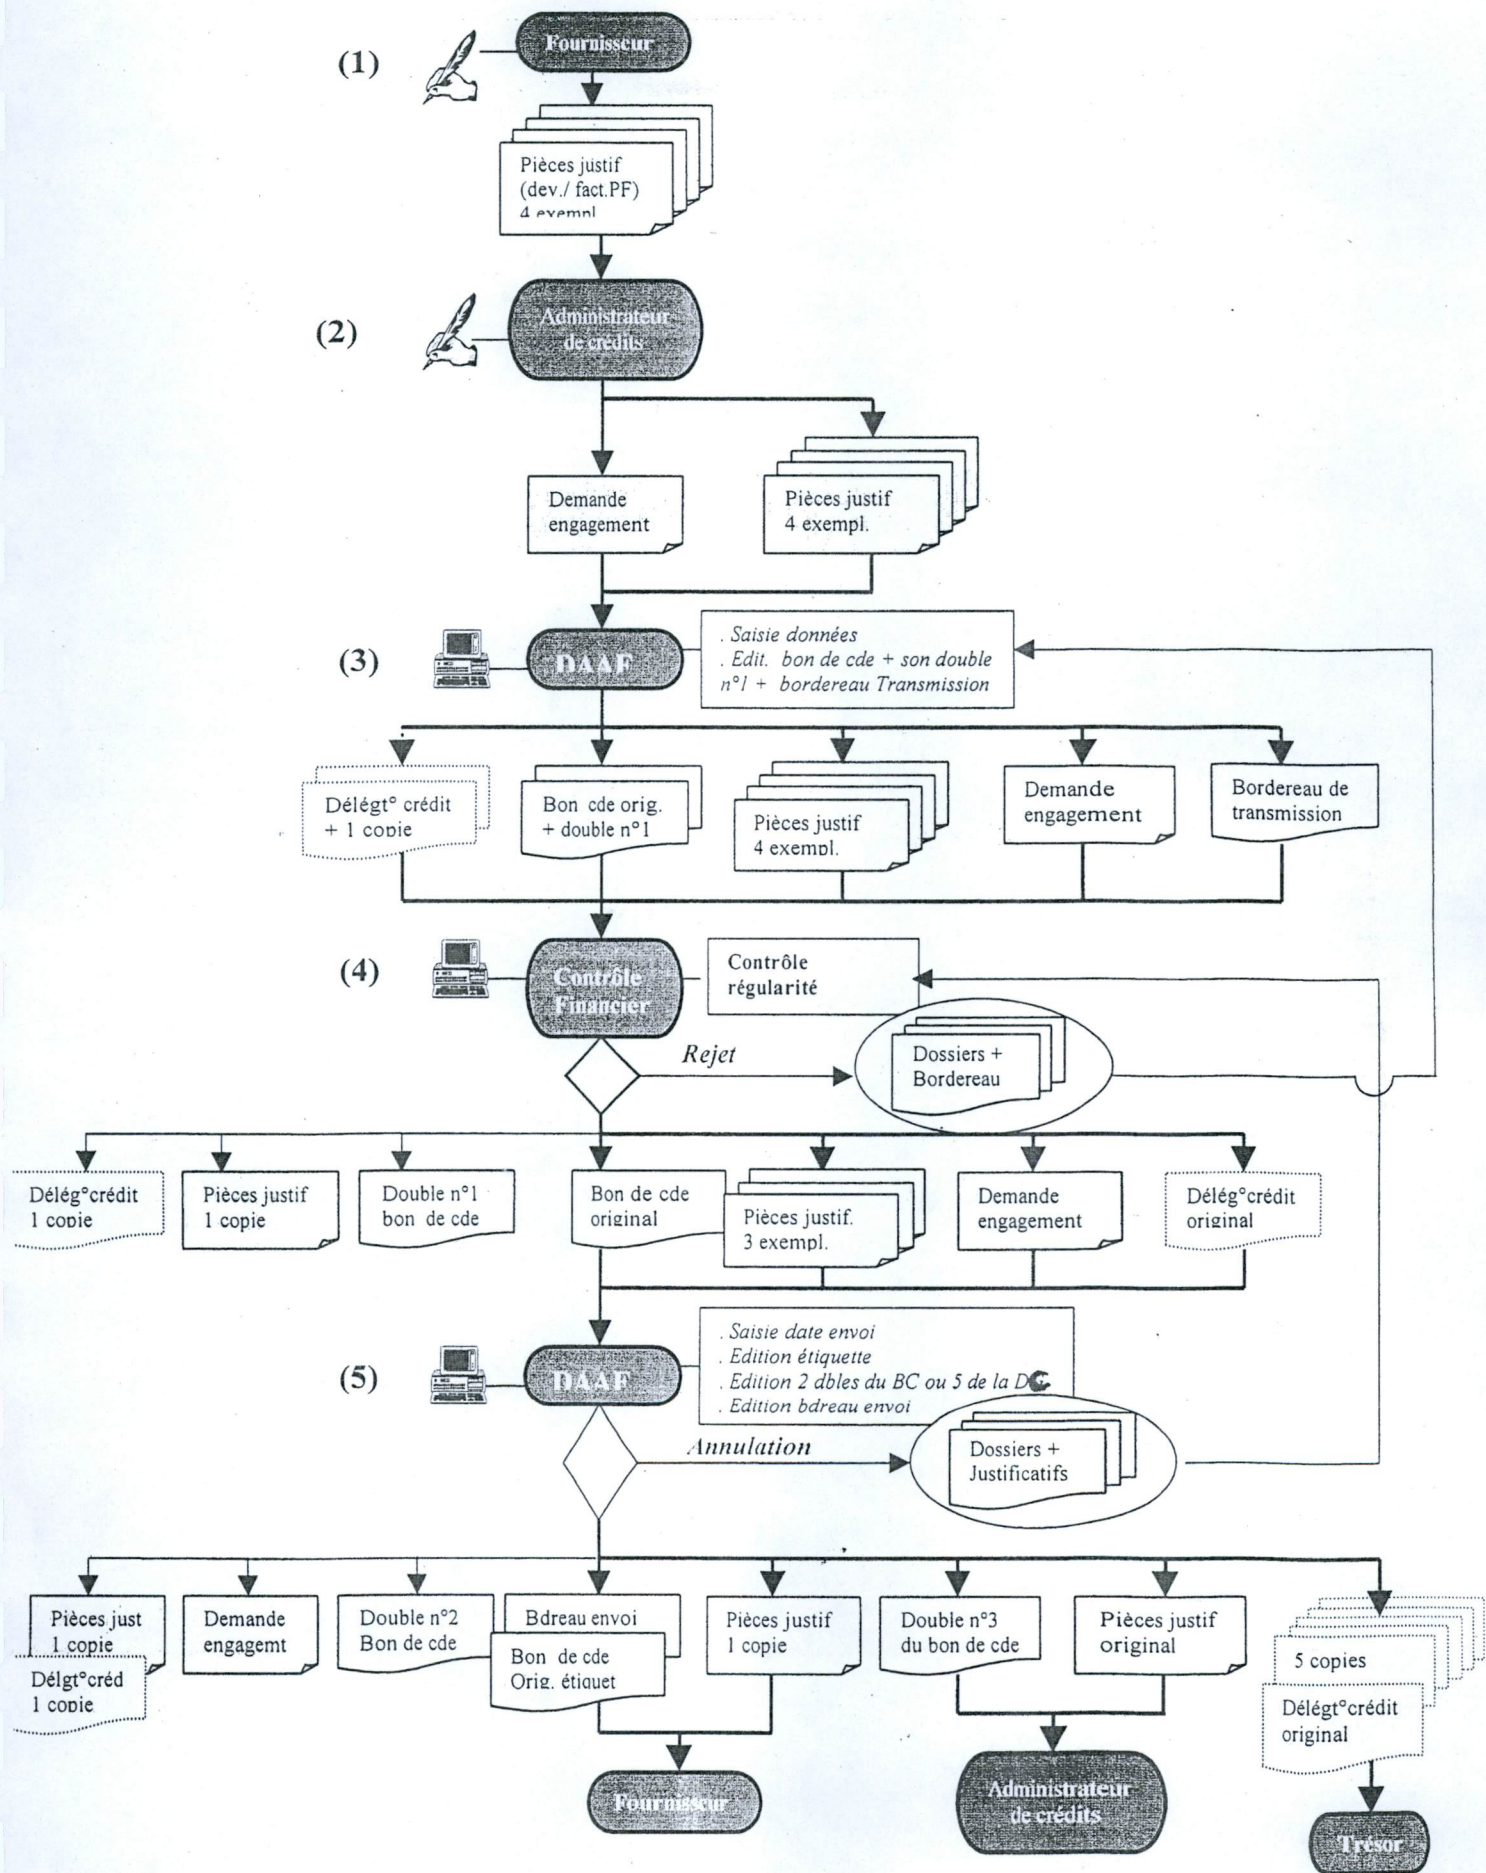 (1)
Fournisseur
Pièces justif
(dev./ fact.PF)
4 exempl
(2)
Administrateur
de crédits
Demande
engagement
Pièces justif
4 exempl.
(3)
DAAF
. Saisie données
. Edit. bon de cde + son double
n°1 + bordereau Transmission
Délégt° crédit
+ 1 copie
Bon cde orig.
+ double n°1
Pièces justif
4 exempl.
Demande
engagement
Bordereau de
transmission
(4)
Contrôle
Financier
Contrôle
régularité
Rejet
Dossiers +
Bordereau
Délég°crédit
1 copie
Pièces justif
1 copie
Double n°1
bon de cde
Bon de cde
original
Pièces justif.
3 exempl.
Demande
engagement
Délég°crédit
original
(5)
DAAF
. Saisie date envoi
. Edition étiquette
. Edition 2 dbles du BC ou 5 de la DC
. Edition bdreau envoi
Annulation
Dossiers +
Justificatifs
Pièces just
1 copie
Délgt°créd
1 copie
Demande
engagemt
Double n°2
Bon de cde
Bdreau envoi
Bon de cde
Orig. étiquet
Pièces justif
1 copie
Double n°3
du bon de cde
Pièces justif
original
5 copies
Délégt°crédit
original
Fournisseur
Administrateur
de crédits
Trésor